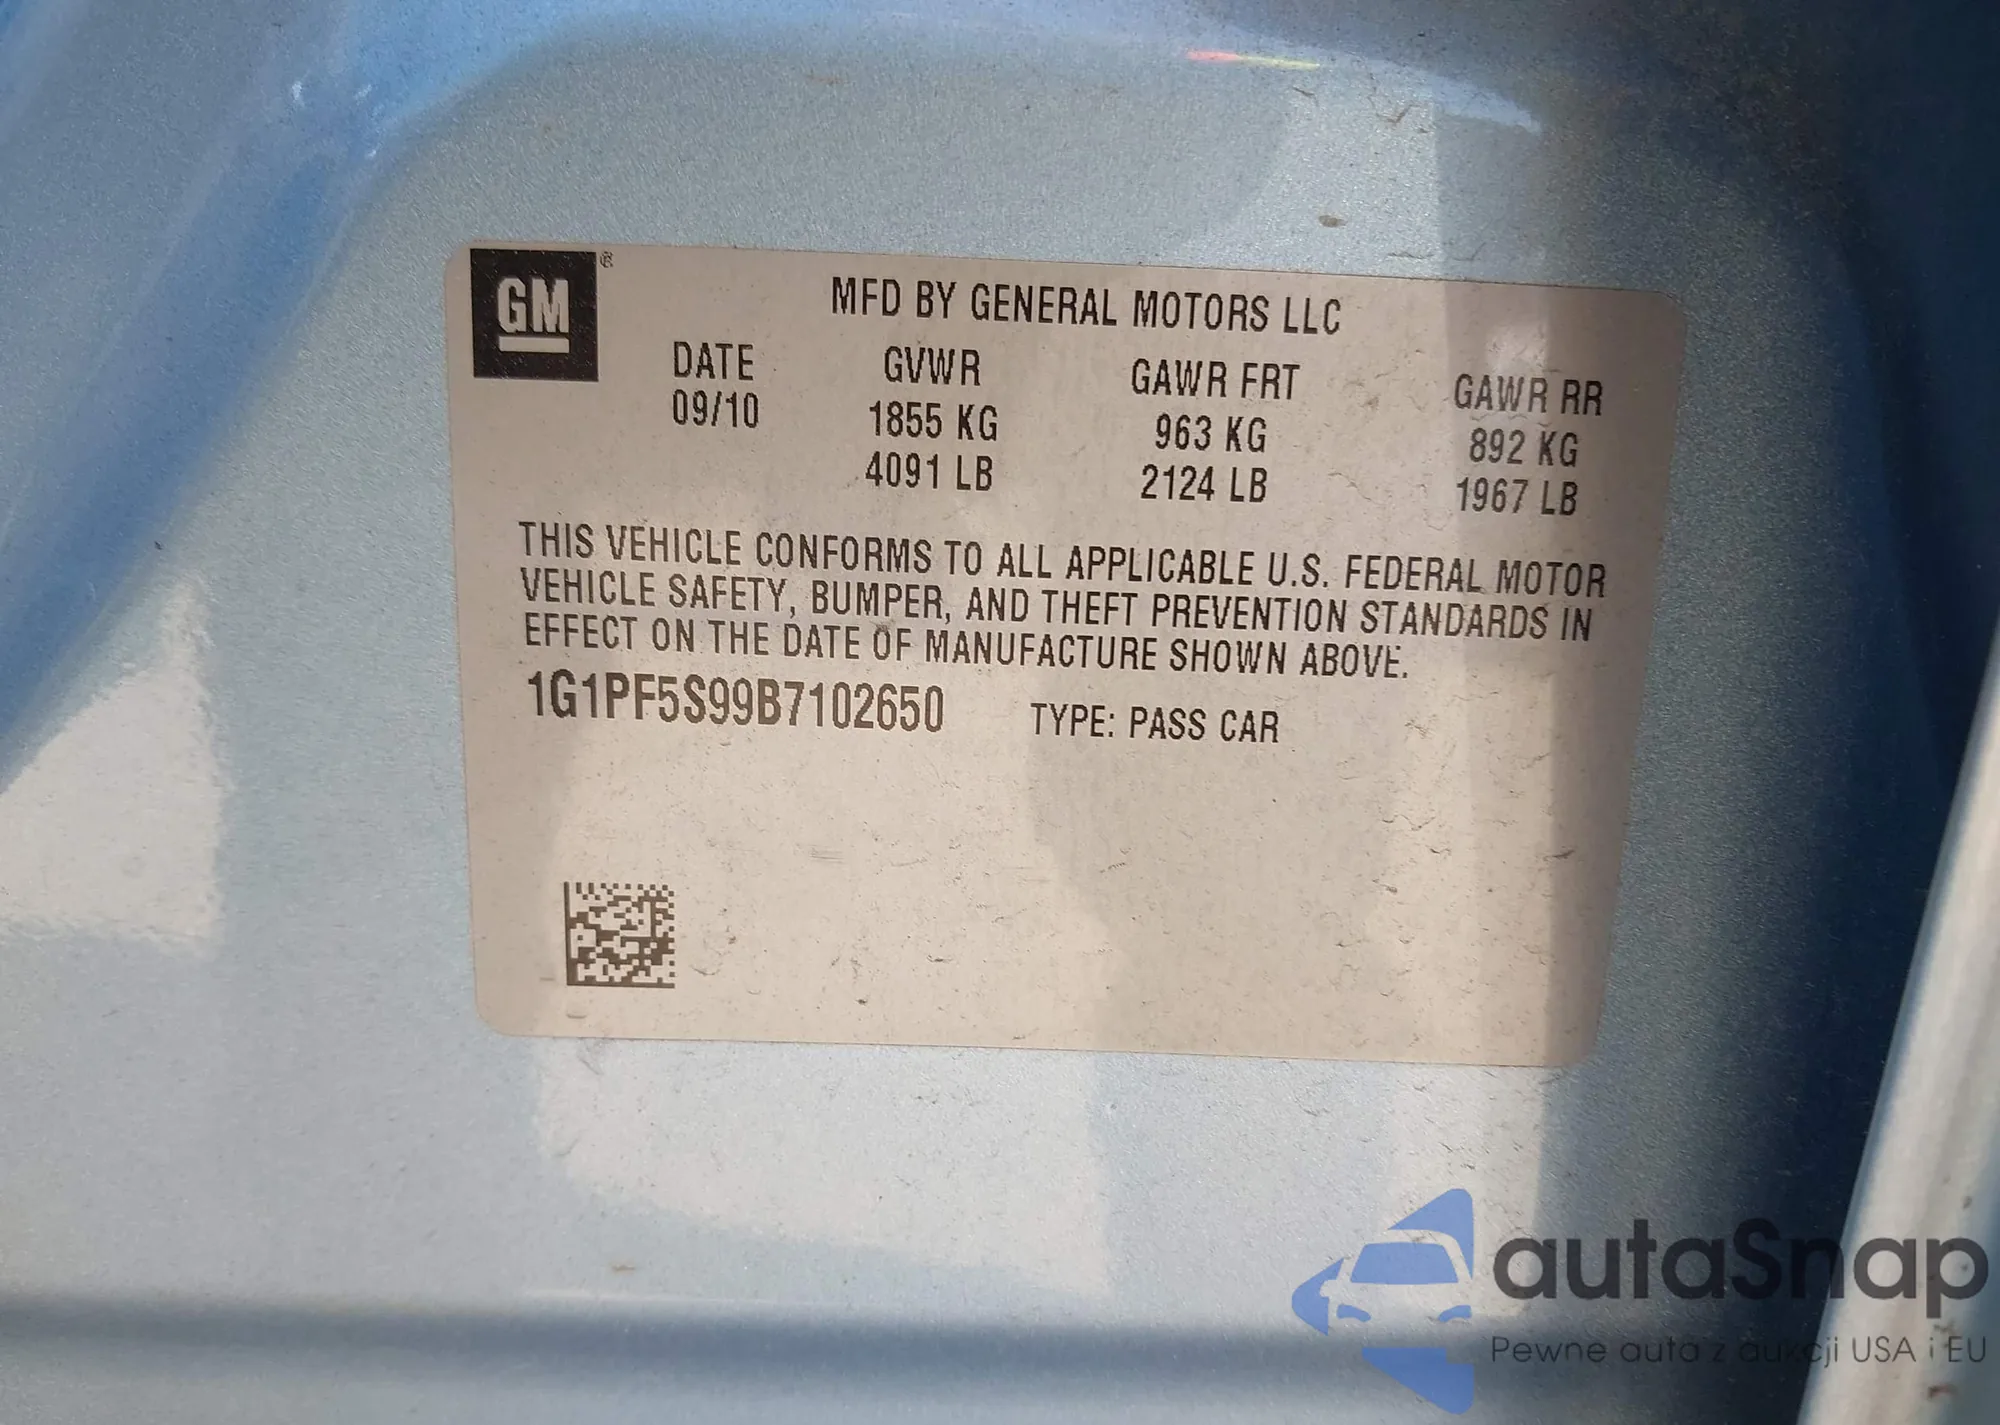 GM
MFD BY GENERAL MOTORS LLC
DATE GVWR GAWR FRT GAWR RR
09/10 1855 KG 963 KG 892 KG
4091 LB 2124 LB 1967 LB
THIS VEHICLE CONFORMS TO ALL APPLICABLE U.S. FEDERAL MOTOR
VEHICLE SAFETY, BUMPER, AND THEFT PREVENTION STANDARDS IN
EFFECT ON THE DATE OF MANUFACTURE SHOWN ABOVE.
1G1PF5S99B7102650 TYPE: PASS CAR
autaSnap
Pewne auta z aukcji USA i EU